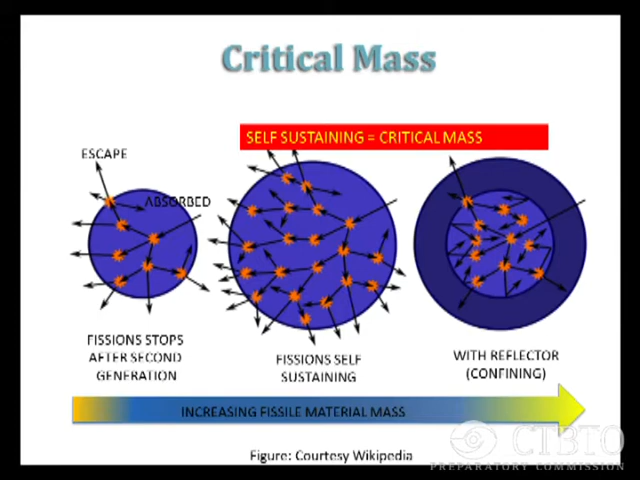 Critical Mass
SELF SUSTAINING = CRITICAL MASS
ESCAPE
ABSORBED
FISSIONS STOPS
AFTER SECOND
GENERATION
FISSIONS SELF
SUSTAINING
WITH REFLECTOR
(CONFINING)
INCREASING FISSILE MATERIAL MASS
CTBTO
PREPARATORY COMMISSION
Figure: Courtesy Wikipedia